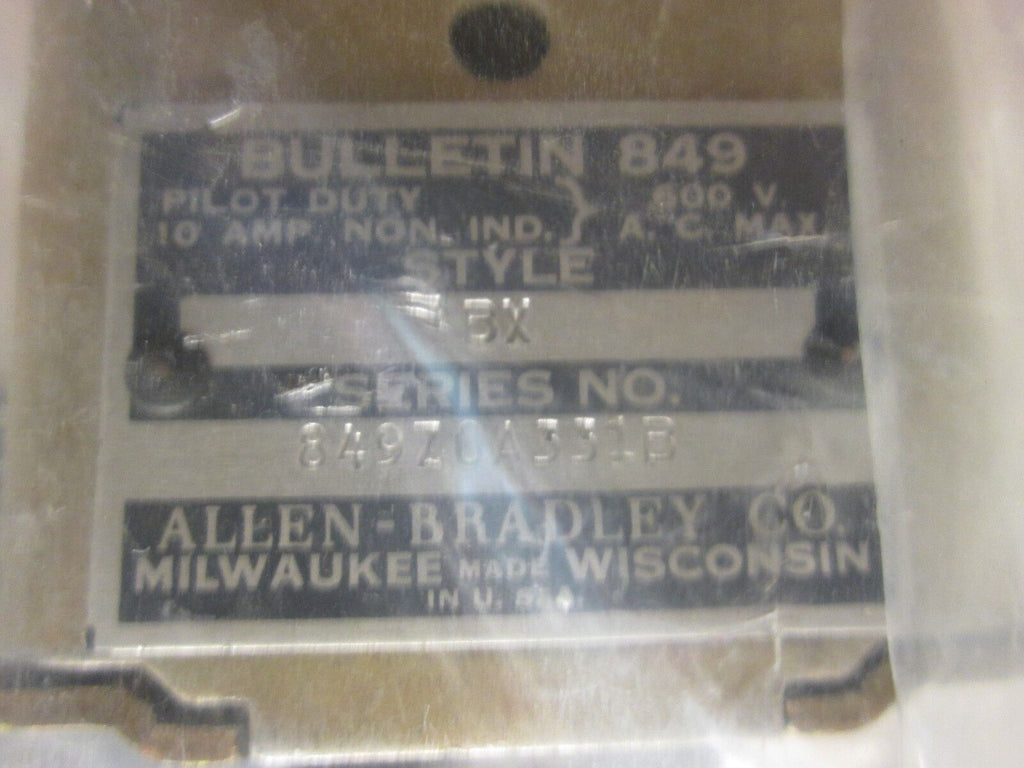 BULLETIN 849
PILOT DUTY } 600 V.
10 AMP. NON. IND. } A. C. MAX.
STYLE
BX
SERIES NO.
849ZOA331B
ALLEN-BRADLEY CO.
MILWAUKEE MADE WISCONSIN
IN U. S. A.